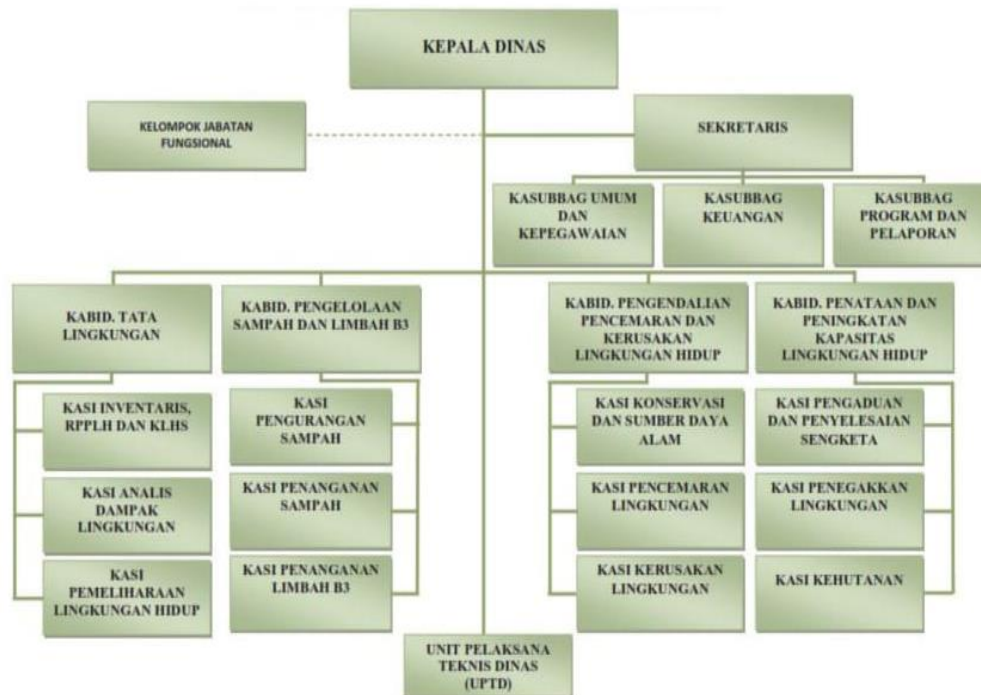 KEPALA DINAS
KELOMPOK JABATAN
FUNGSIONAL
SEKRETARIS
KASUBBAG UMUM
DAN
KEPEGAWAIAN
KASUBBAG
KEUANGAN
KASUBBAG
PROGRAM DAN
PELAPORAN
KABID. TATA
LINGKUNGAN
KABID. PENGELOLAAN
SAMPAH DAN LIMBAH B3
KABID. PENGENDALIAN
PENCEMARAN DAN
KERUSAKAN
LINGKUNGAN HIDUP
KABID. PENATAAN DAN
PENINGKATAN
KAPASITAS
LINGKUNGAN HIDUP
KASI INVENTARIS,
RPPLH DAN KLHS
KASI
PENGURANGAN
SAMPAH
KASI KONSERVASI
DAN SUMBER DAYA
ALAM
KASI PENGADUAN
DAN PENYELESAIAN
SENGKETA
KASI ANALIS
DAMPAK
LINGKUNGAN
KASI PENANGANAN
SAMPAH
KASI PENCEMARAN
LINGKUNGAN
KASI PENEGAKKAN
LINGKUNGAN
KASI
PEMELIHARAAN
LINGKUNGAN HIDUP
KASI PENANGANAN
LIMBAH B3
KASI KERUSAKAN
LINGKUNGAN
KASI KEHUTANAN
UNIT PELAKSANA
TEKNIS DINAS
(UPTD)